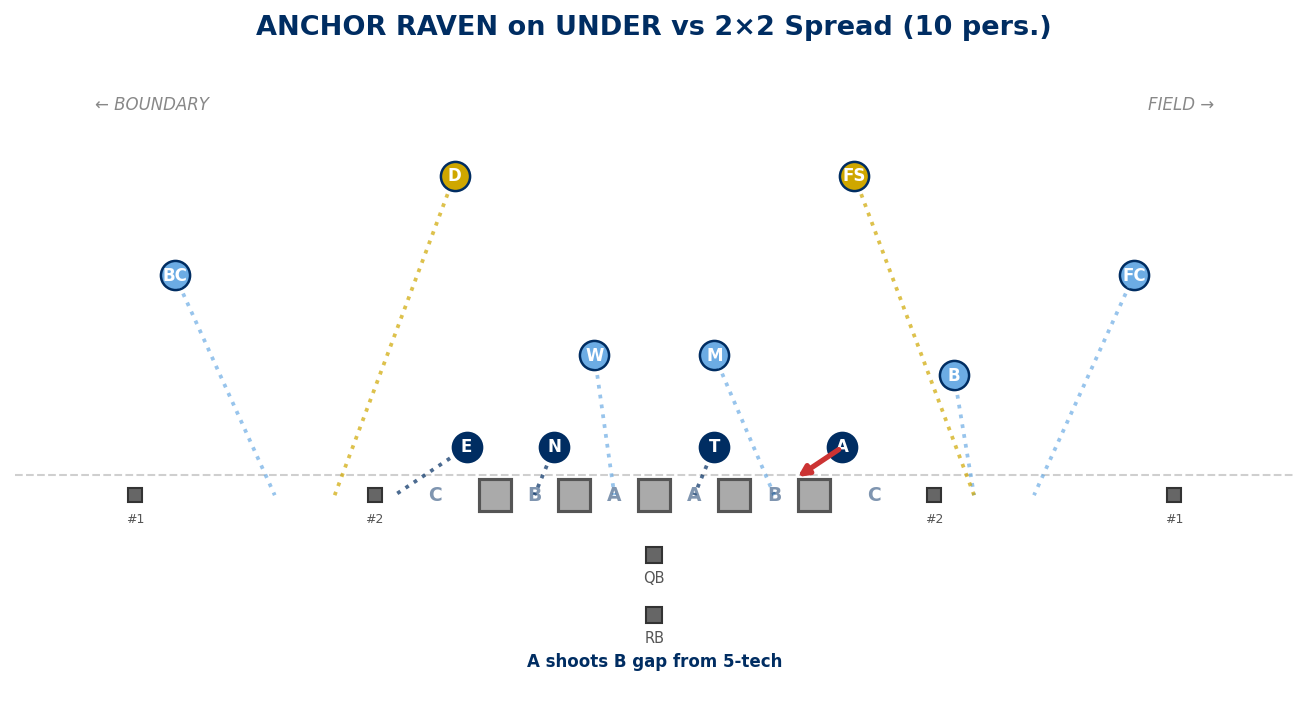 ANCHOR RAVEN on UNDER vs 2×2 Spread (10 pers.)
← BOUNDARY
FIELD →
D
FS
BC
FC
W
M
B
E
N
T
A
C
B
A
A
B
C
#1
#2
#2
#1
QB
RB
A shoots B gap from 5-tech